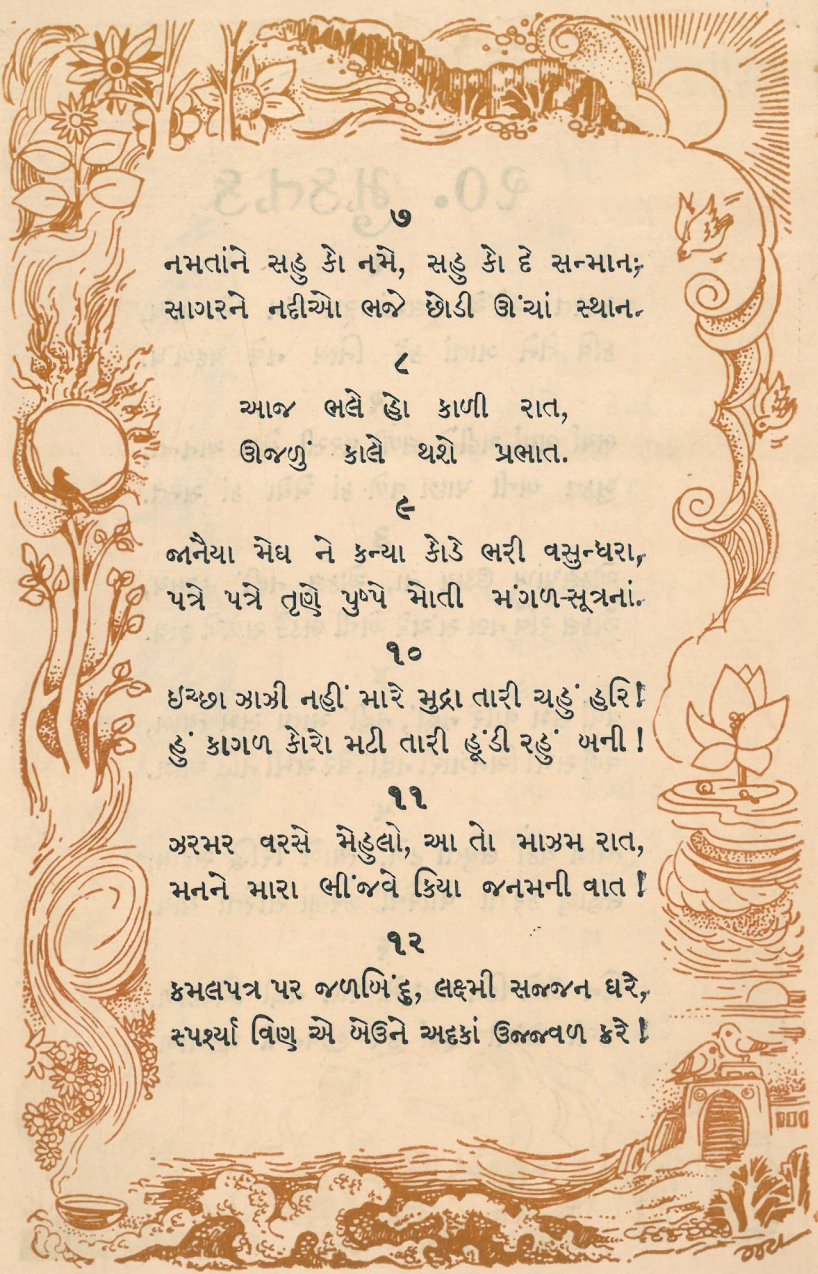 ૭
નમતાંને સહુ કો નમે, સહુ કો દે સન્માન;
સાગરને નદીઓ ભજે છોડી ઊંચાં સ્થાન.
૮
આજ ભલે હો કાળી રાત,
ઊજળું કાલે થશે પ્રભાત.
૯
જાનૈયા મેઘ ને કન્યા કોડે ભરી વસુન્ધરા,
પત્રે પત્રે તૃણે પુષ્પે મોતી મંગળ-સૂત્રનાં.
૧૦
ઇચ્છા ઝાઝી નહીં મારે મુદ્રા તારી ચહું હરિ!
હું કાગળ કોરો મટી તારી હૂંડી રહું બની!
૧૧
ઝરમર વરસે મેહુલો, આ તો માઝમ રાત,
મનને મારા ભીંજવે કિયા જનમની વાત!
૧૨
કમલપત્ર પર જળબિંદુ, લક્ષ્મી સજ્જન ઘરે,
સ્પર્શ્યા વિણ એ બેઉને અદકાં ઉજ્જવળ કરે!